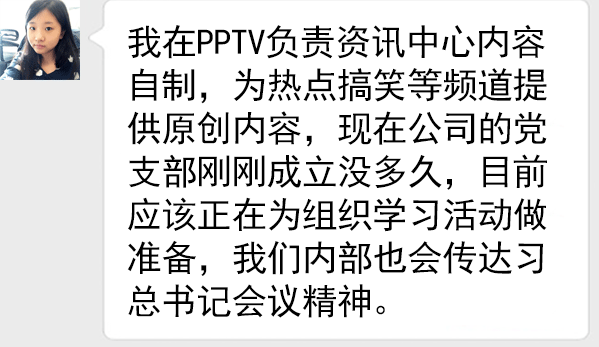 我在PPTV负责资讯中心内容
自制，为热点搞笑等频道提
供原创内容，现在公司的党
支部刚刚成立没多久，目前
应该正在为组织学习活动做
准备，我们内部也会传达习
总书记会议精神。